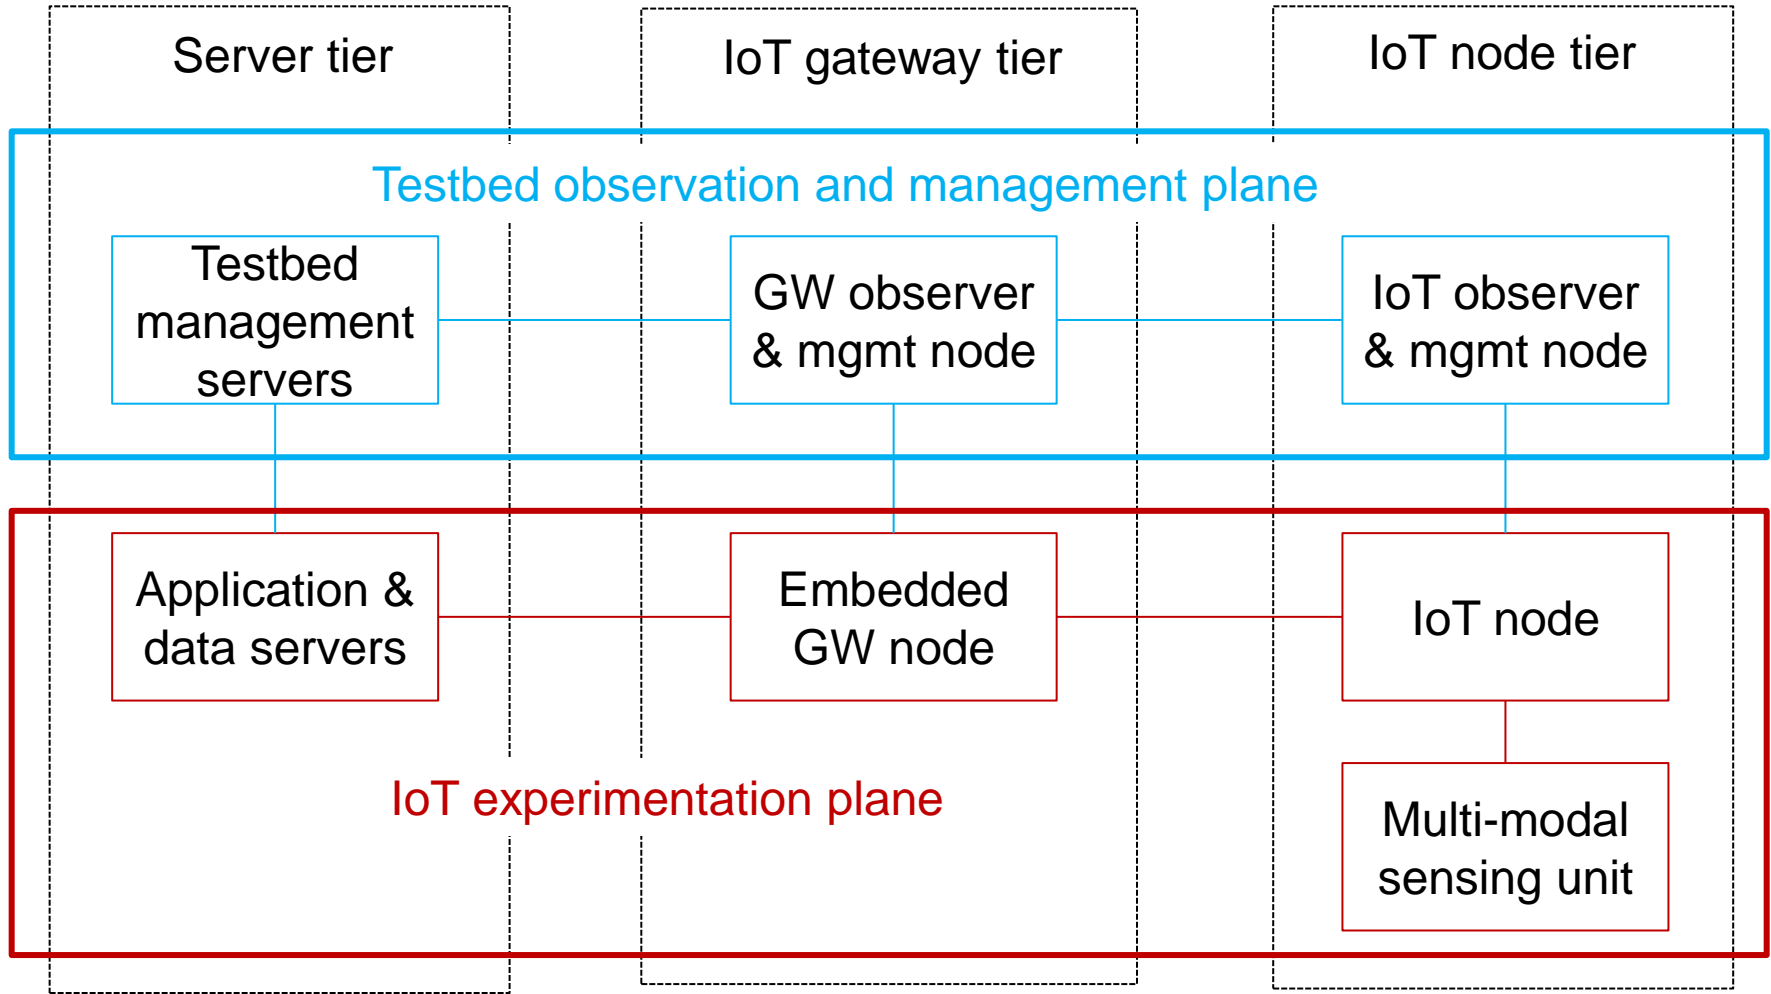 Server tier
IoT gateway tier
IoT node tier
Testbed observation and management plane
Testbed
management
servers
GW observer
& mgmt node
IoT observer
& mgmt node
Application &
data servers
Embedded
GW node
IoT node
IoT experimentation plane
Multi-modal
sensing unit